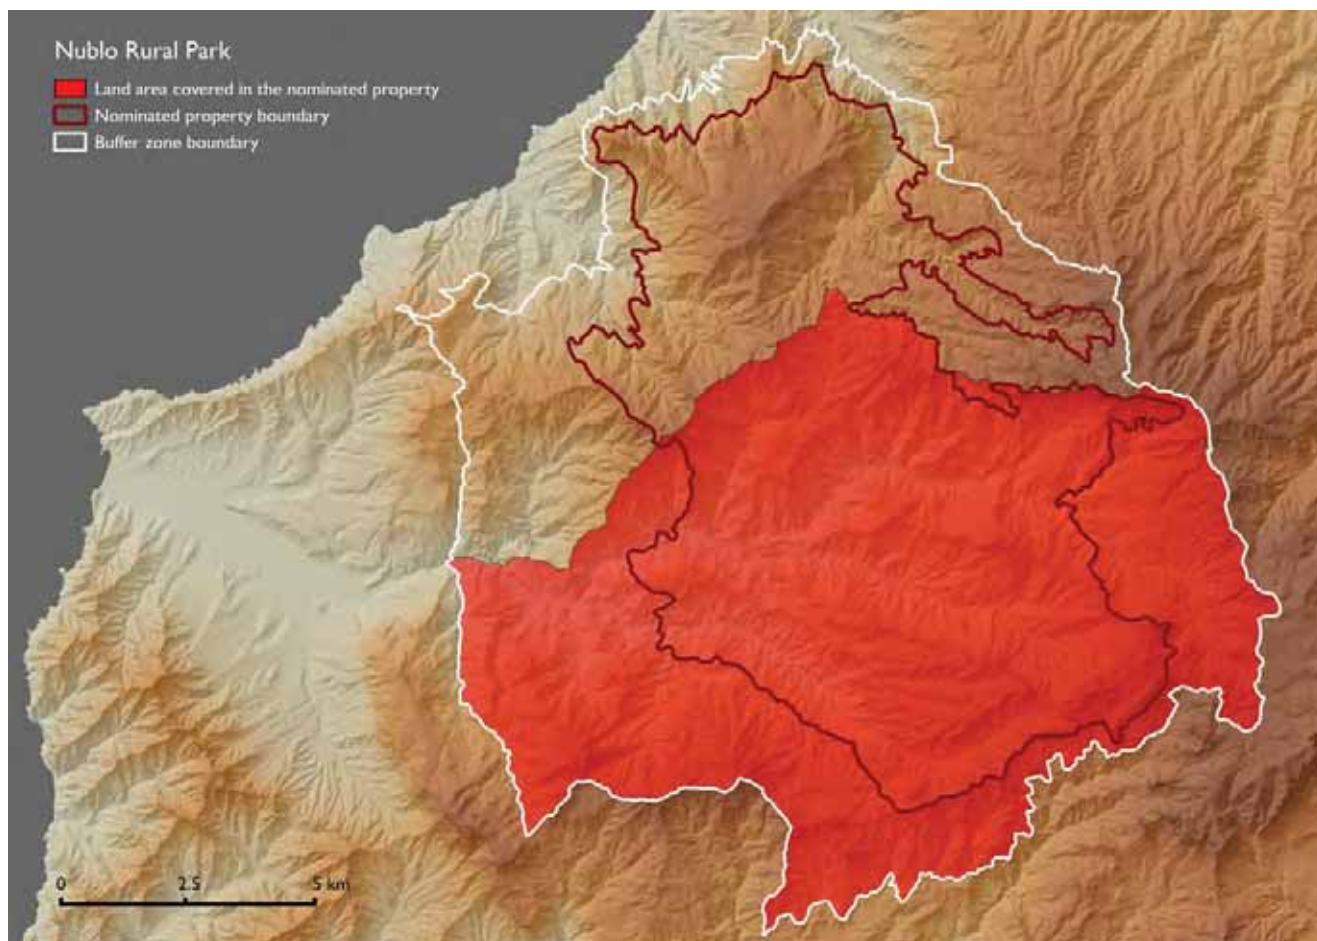 Nublo Rural Park
Land area covered in the nominated property
Nominated property boundary
Buffer zone boundary
0 2.5 5 km